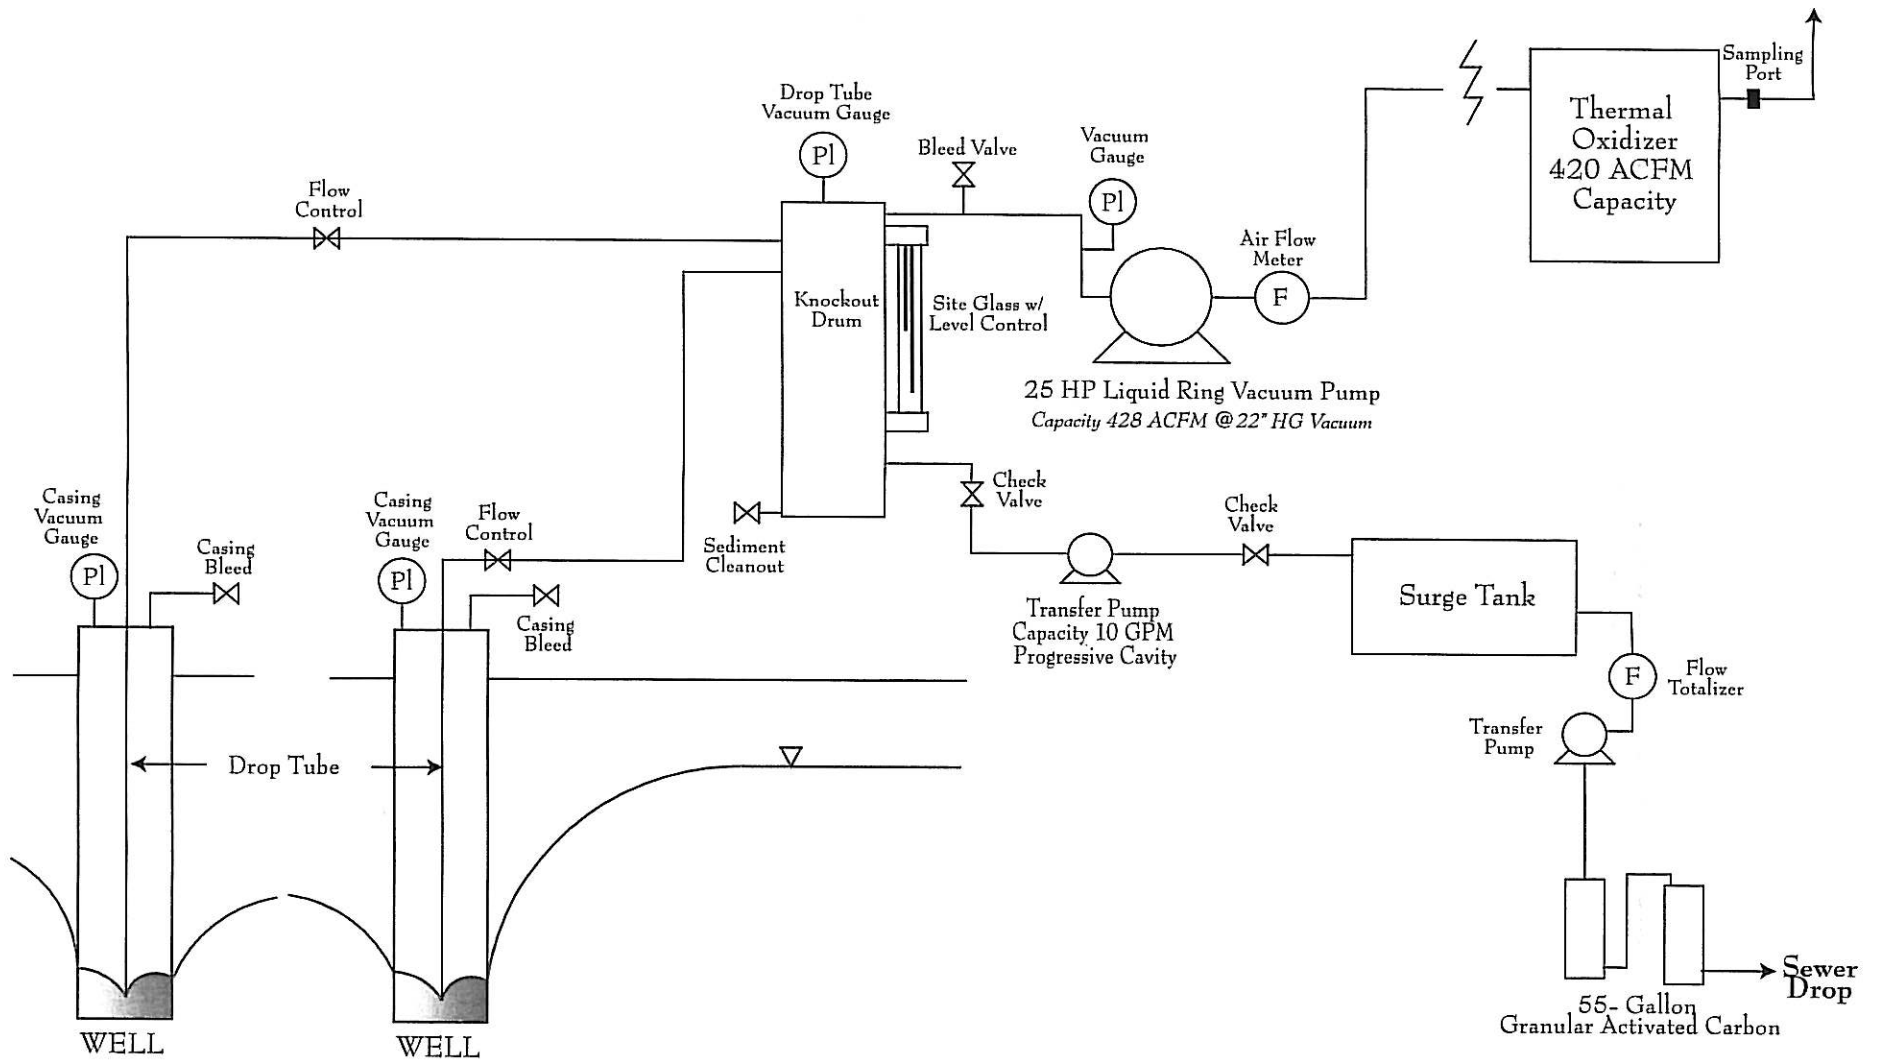 Sampling
Port
Thermal
Oxidizer
420 ACFM
Capacity
Drop Tube
Vacuum Gauge
Pl
Bleed Valve
Vacuum
Gauge
Pl
Flow
Control
Air Flow
Meter
F
Knockout
Drum
Site Glass w/
Level Control
25 HP Liquid Ring Vacuum Pump
Capacity 428 ACFM @ 22" HG Vacuum
Casing
Vacuum
Gauge
Pl
Casing
Bleed
Casing
Vacuum
Gauge
Pl
Flow
Control
Casing
Bleed
Sediment
Cleanout
Check
Valve
Check
Valve
Transfer Pump
Capacity 10 GPM
Progressive Cavity
Surge Tank
F
Flow
Totalizer
Transfer
Pump
Drop Tube
Sewer
Drop
55- Gallon
Granular Activated Carbon
WELL
WELL